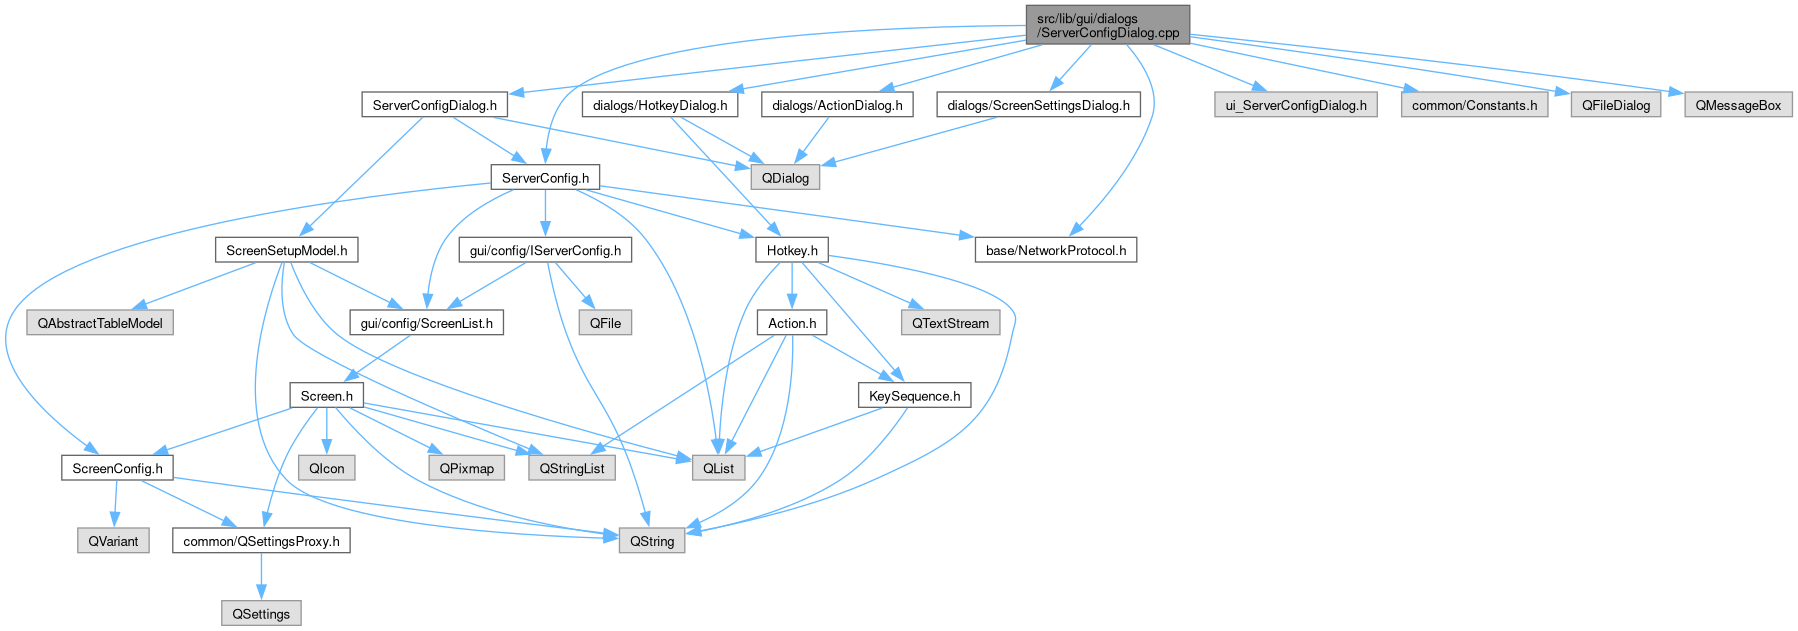 src/lib/gui/dialogs
/ServerConfigDialog.cpp
ServerConfigDialog.h
dialogs/HotkeyDialog.h
dialogs/ActionDialog.h
dialogs/ScreenSettingsDialog.h
ui_ServerConfigDialog.h
common/Constants.h
QFileDialog
QMessageBox
ServerConfig.h
QDialog
ScreenSetupModel.h
gui/config/IServerConfig.h
Hotkey.h
base/NetworkProtocol.h
QAbstractTableModel
gui/config/ScreenList.h
QFile
Action.h
QTextStream
Screen.h
KeySequence.h
ScreenConfig.h
QIcon
QPixmap
QStringList
QList
QVariant
common/QSettingsProxy.h
QString
QSettings